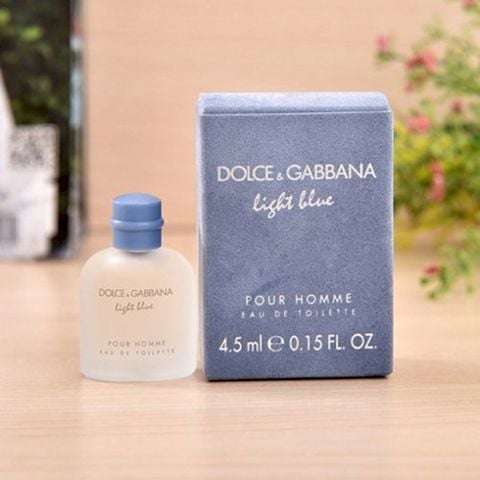 DOLCE & GABBANA
light blue
POUR HOMME
EAU DE TOILETTE
DOLCE & GABBANA
light blue
POUR HOMME
EAU DE TOILETTE
4.5 ml e 0.15 FL. OZ.